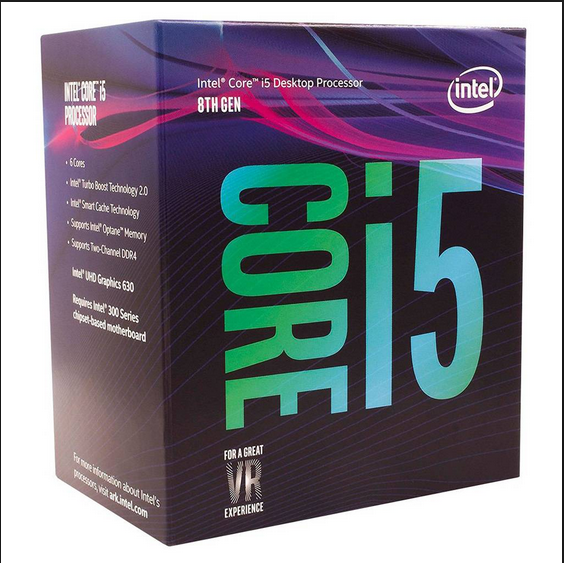 INTEL® CORE™ i5
PROCESSOR
• 6 Cores
• Intel® Turbo Boost Technology 2.0
• Intel® Smart Cache Technology
• Supports Intel® Optane™ Memory
• Supports Two-Channel DDR4
Intel® UHD Graphics 630
Requires Intel® 300 Series
chipset-based motherboard
For more information about Intel's
processors, visit ark.intel.com
Intel® Core™ i5 Desktop Processor
8TH GEN
intel®
CORE i5
FOR A GREAT
VR
EXPERIENCE